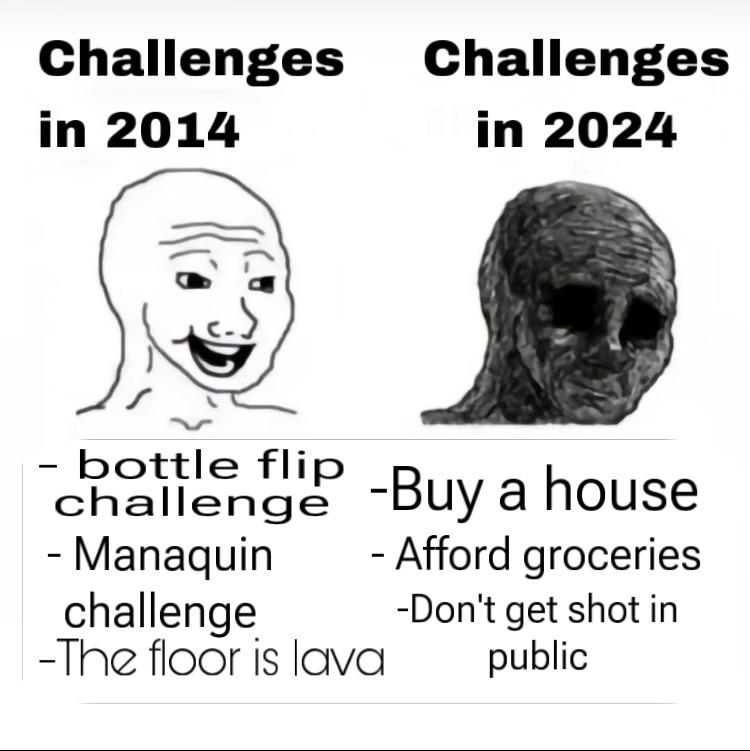 Challenges
in 2014
Challenges
in 2024
- bottle flip
challenge
- Manaquin
challenge
-The floor is lava
-Buy a house
- Afford groceries
-Don't get shot in
public